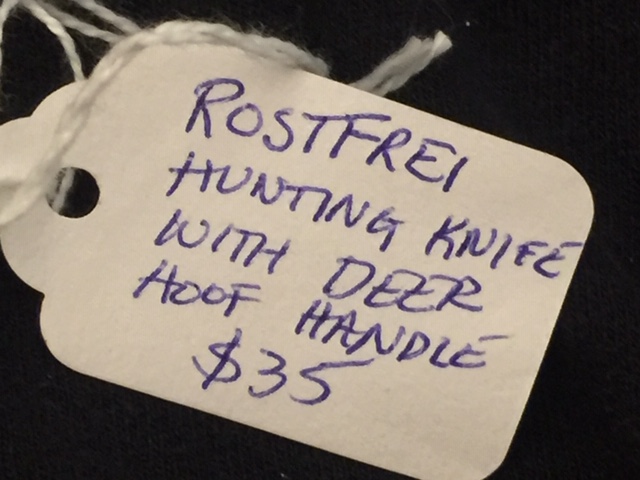 ROSTFREI
HUNTING KNIFE
WITH DEER
HOOF HANDLE
$35